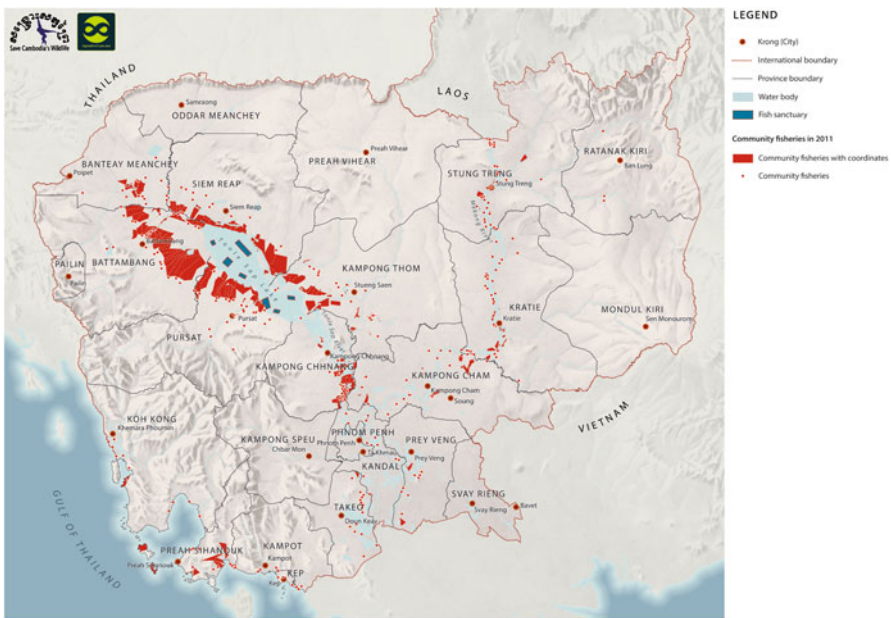 Save Cambodia's Wildlife
THAILAND
LAOS
Samraong
ODDAR MEANCHEY
BANTEAY MEANCHEY
Poipet
SIEM REAP
Siem Reap
PREAH VIHEAR
Preah Vihear
STUNG TRENG
Stung Treng
RATANAK KIRI
Ban Lung
BATTAMBANG
PAILIN
KAMPONG THOM
Stueng Saen
KRATIE
Kratie
MONDUL KIRI
Sen Monourom
PURSAT
Pursat
KAMPONG CHHNANG
Kampong Chhnang
KAMPONG CHAM
Kampong Cham
Suong
VIETNAM
KOH KONG
Khemara Phoumin
KAMPONG SPEU
Chbar Mon
PHNOM PENH
Phnom Penh
Ta Khmau
KANDAL
PREY VENG
Prey Veng
SVAY RIENG
Svay Rieng
Bavet
TAKEO
Doun Keav
GULF OF THAILAND
PREAH SIHANOUK
Preah Sihanouk
KAMPOT
Kampot
KEP
Kep
LEGEND
Krong (City)
International boundary
Province boundary
Water body
Fish sanctuary
Community fisheries in 2011
Community fisheries with coordinates
Community fisheries